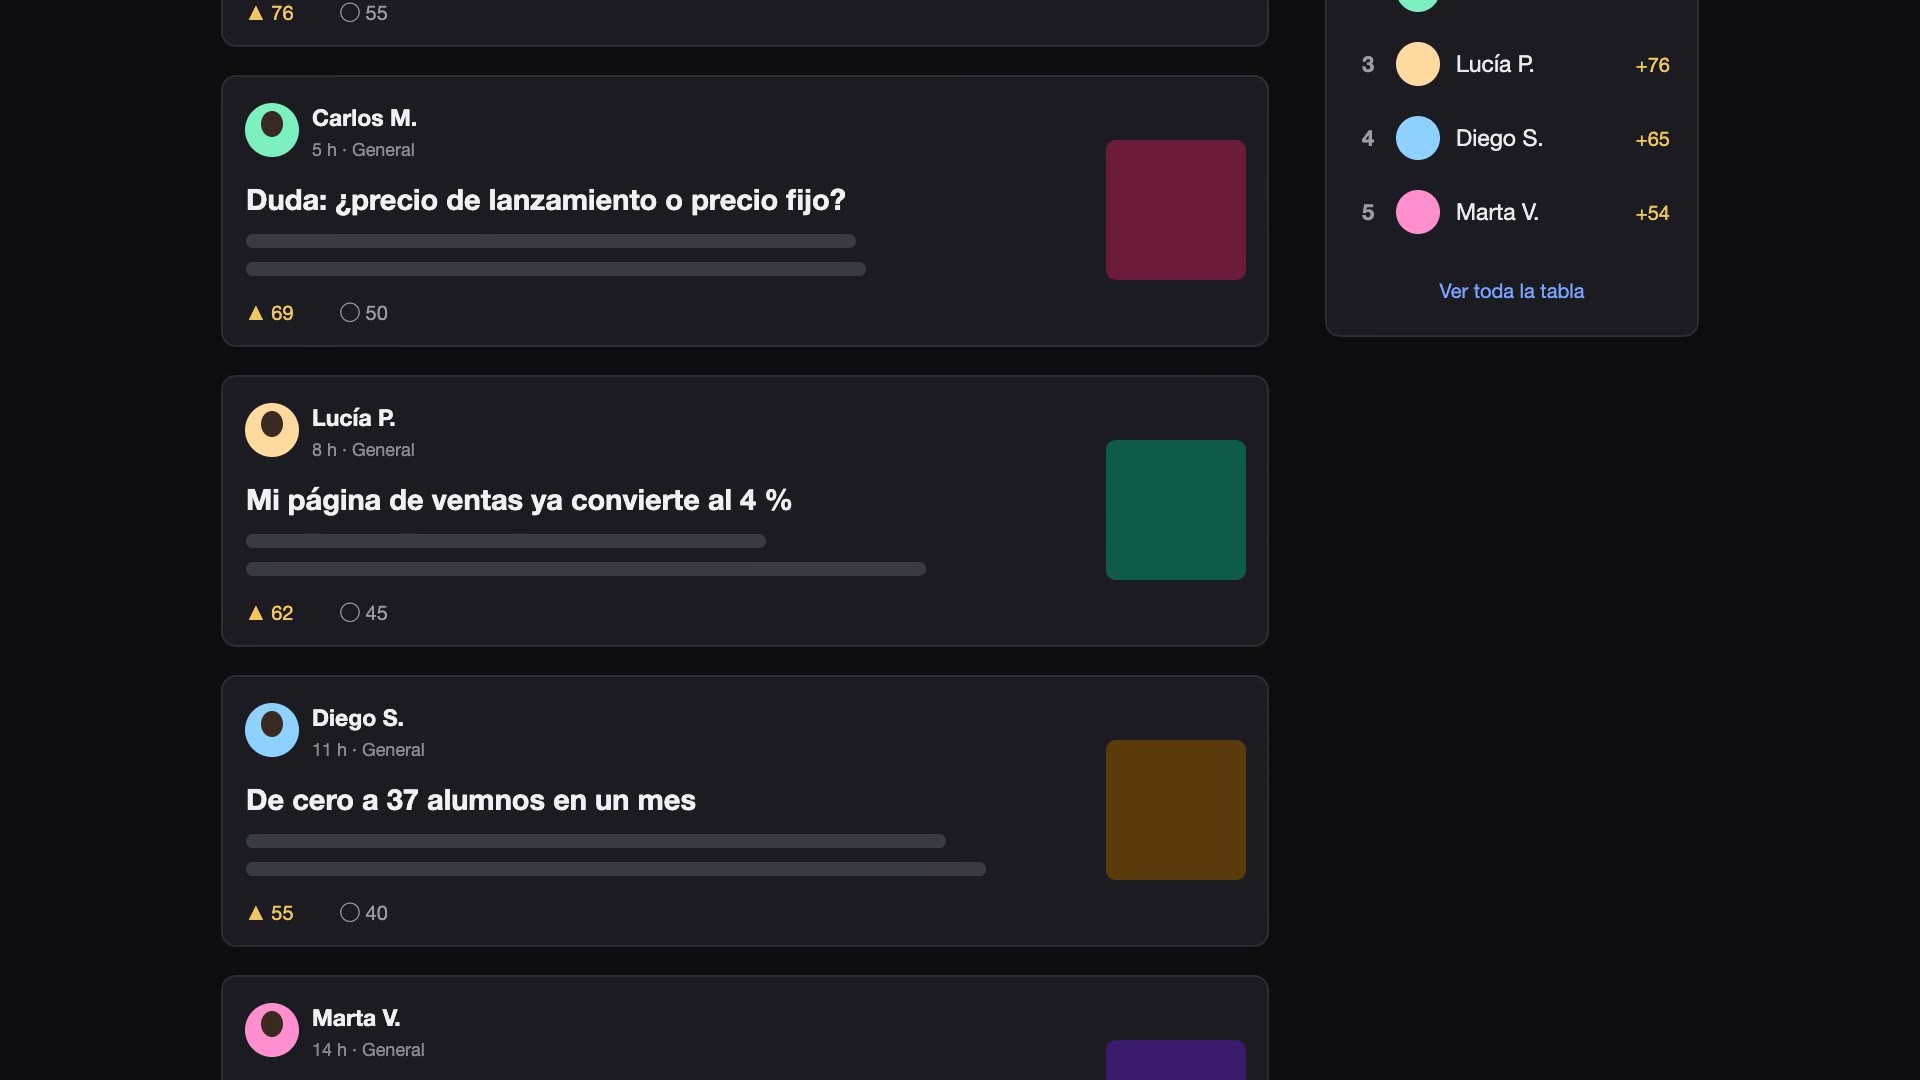 ▲ 76 55
Carlos M.
5 h · General
Duda: ¿precio de lanzamiento o precio fijo?
▲ 69 50
Lucía P.
8 h · General
Mi página de ventas ya convierte al 4 %
▲ 62 45
Diego S.
11 h · General
De cero a 37 alumnos en un mes
▲ 55 40
Marta V.
14 h · General
3 Lucía P. +76
4 Diego S. +65
5 Marta V. +54
Ver toda la tabla